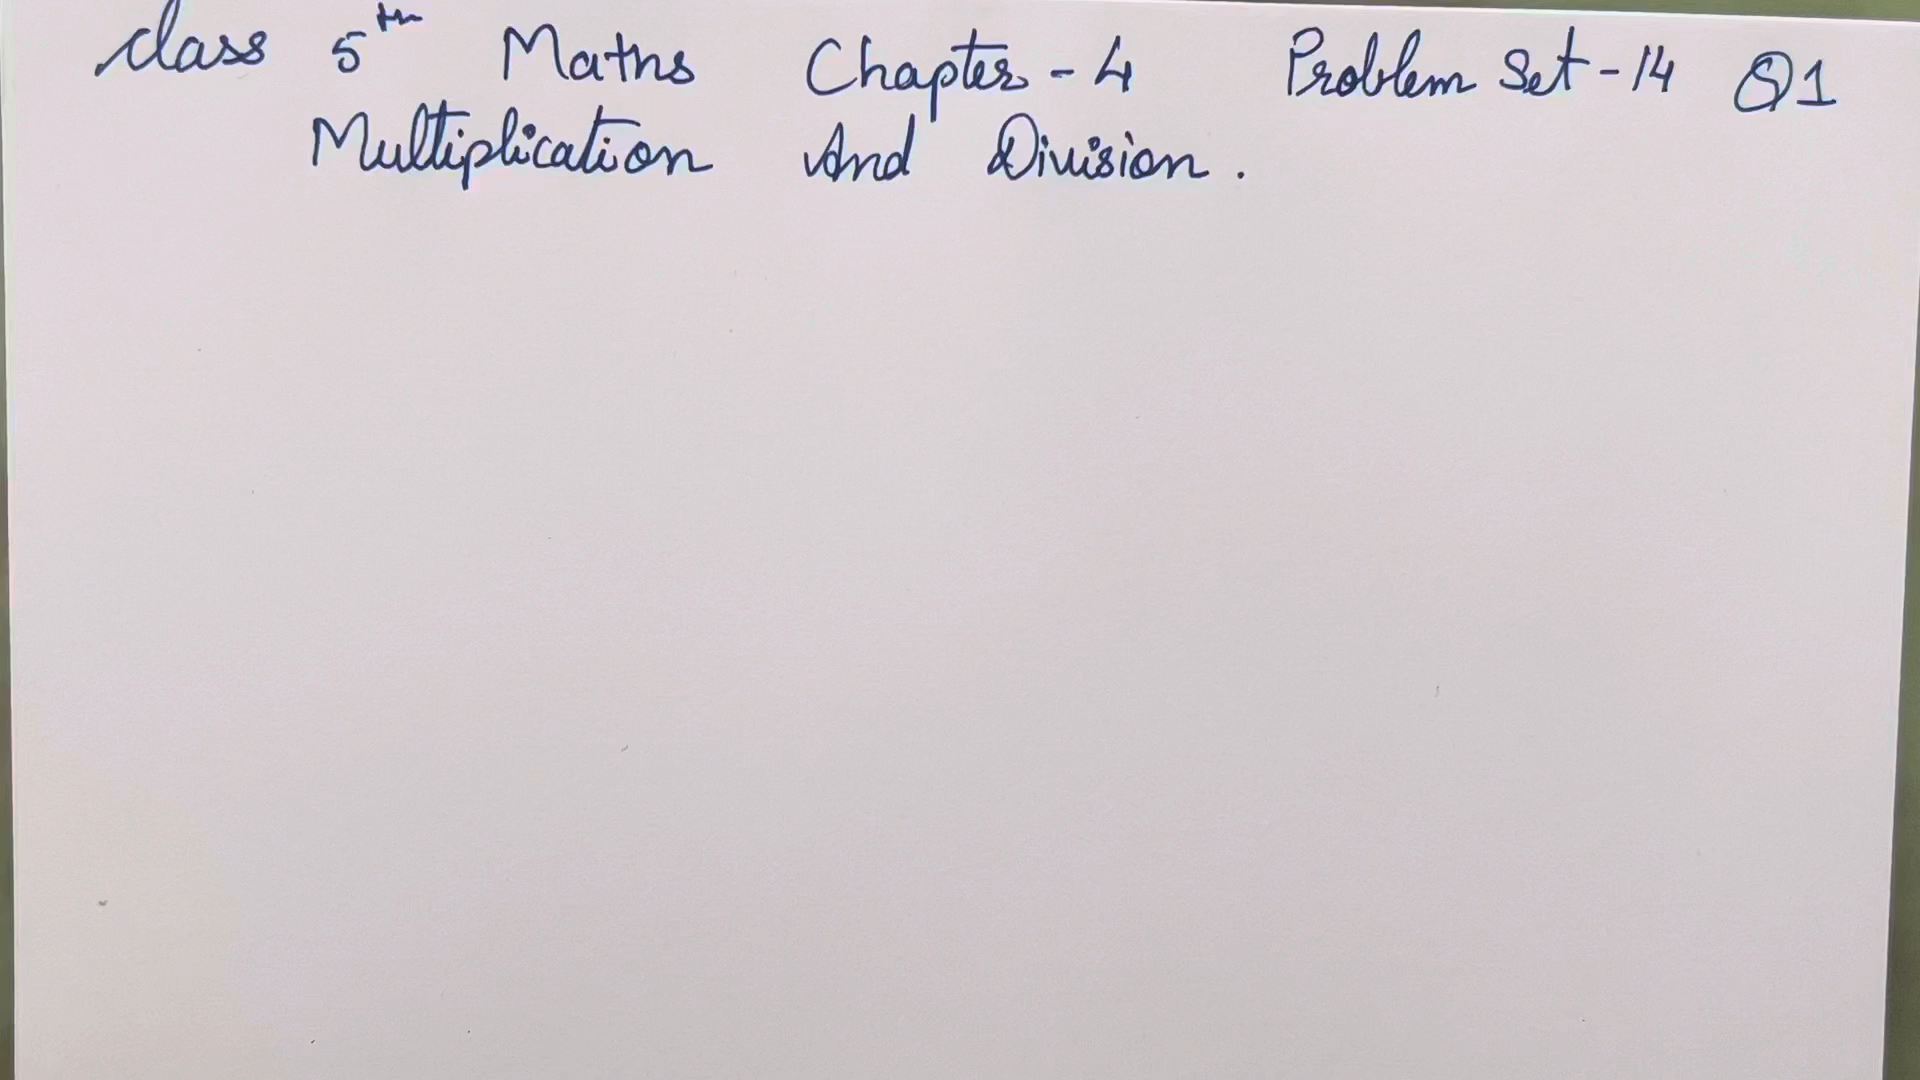 Class 5th Maths Chapter - 4 Problem Set - 14 Q1
Multiplication And Division.